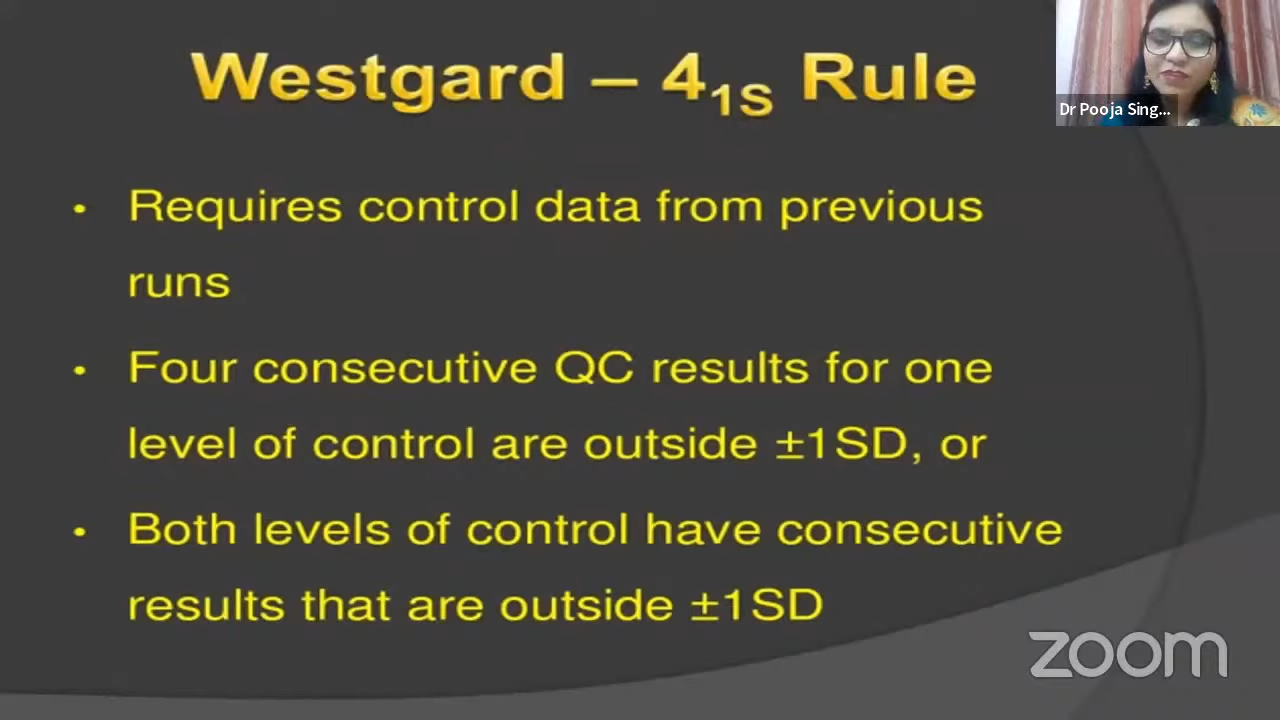 Westgard – 41S Rule
Dr Pooja Sing...
• Requires control data from previous
runs
• Four consecutive QC results for one
level of control are outside ±1SD, or
• Both levels of control have consecutive
results that are outside ±1SD
zoom